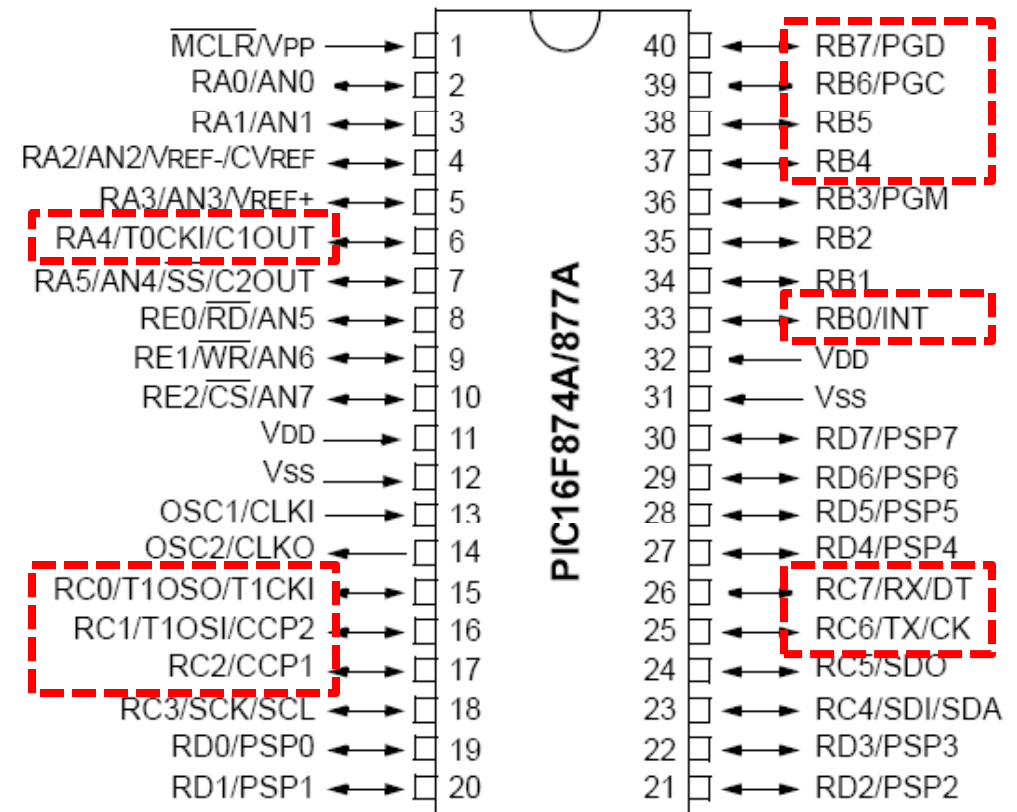 MCLR/VPP 1 40 RB7/PGD
RA0/AN0 2 39 RB6/PGC
RA1/AN1 3 38 RB5
RA2/AN2/VREF-/CVREF 4 37 RB4
RA3/AN3/VREF+ 5 36 RB3/PGM
RA4/T0CKI/C1OUT 6 35 RB2
RA5/AN4/SS/C2OUT 7 34 RB1
RE0/RD/AN5 8 33 RB0/INT
RE1/WR/AN6 9 32 VDD
RE2/CS/AN7 10 31 VSS
VDD 11 30 RD7/PSP7
VSS 12 29 RD6/PSP6
OSC1/CLKI 13 28 RD5/PSP5
OSC2/CLKO 14 27 RD4/PSP4
RC0/T1OSO/T1CKI 15 26 RC7/RX/DT
RC1/T1OSI/CCP2 16 25 RC6/TX/CK
RC2/CCP1 17 24 RC5/SDO
RC3/SCK/SCL 18 23 RC4/SDI/SDA
RD0/PSP0 19 22 RD3/PSP3
RD1/PSP1 20 21 RD2/PSP2
PIC16F874A/877A